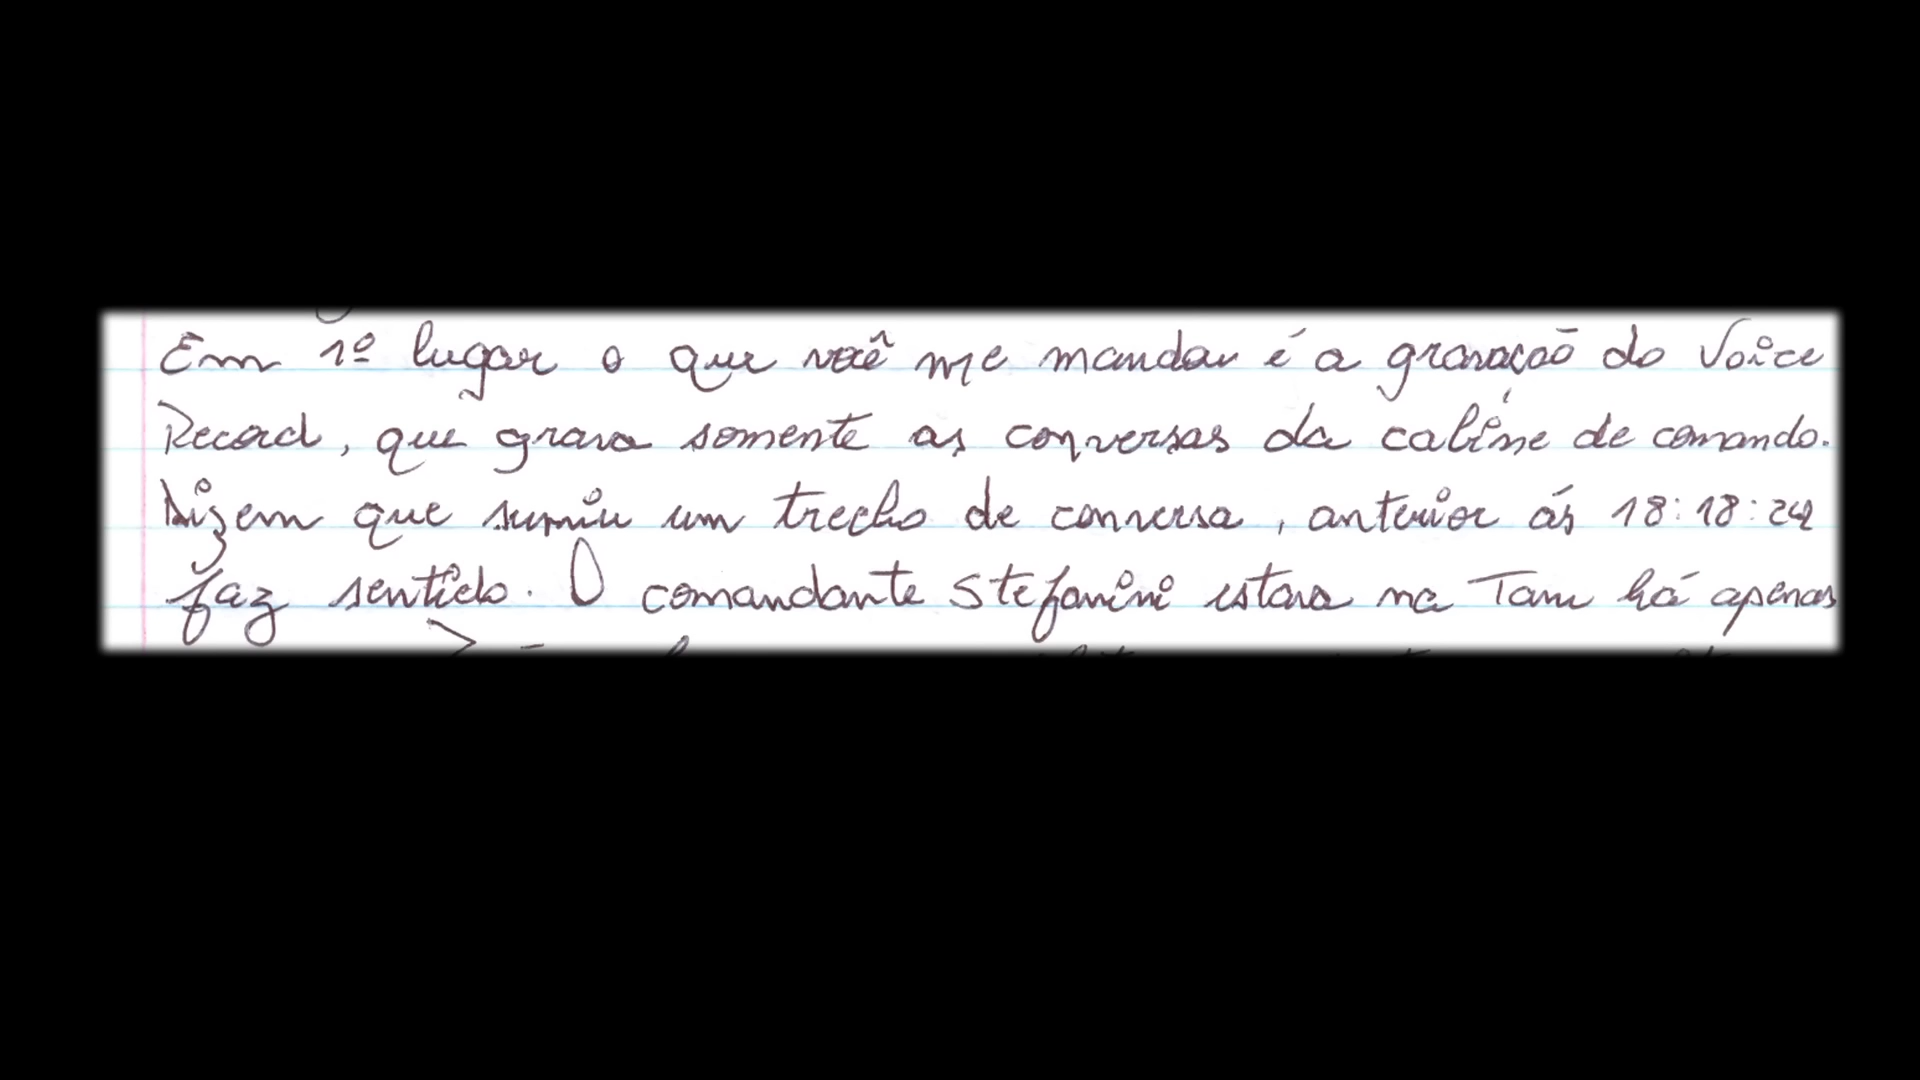 Em 1º lugar o que você me mandou é a gravação do Voice
Record, que grava somente as conversas da cabine de comando.
Dizem que sumiu um trecho de conversa, anterior ás 18:18:24
faz sentido. O comandante Stefanini estava na Tam há apenas